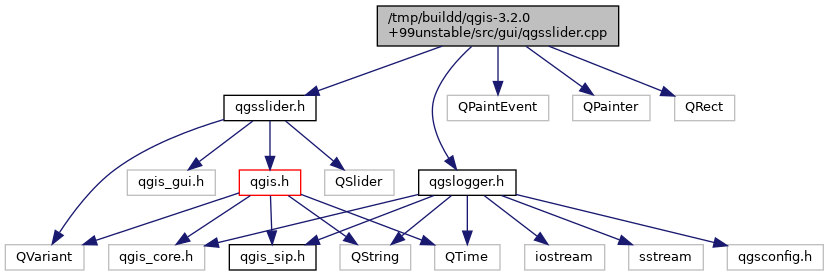 /tmp/buildd/qgis-3.2.0
+99unstable/src/gui/qgsslider.cpp
qgsslider.h
QPaintEvent
QPainter
QRect
qgis_gui.h
qgis.h
QSlider
qgslogger.h
QVariant
qgis_core.h
qgis_sip.h
QString
QTime
iostream
sstream
qgsconfig.h